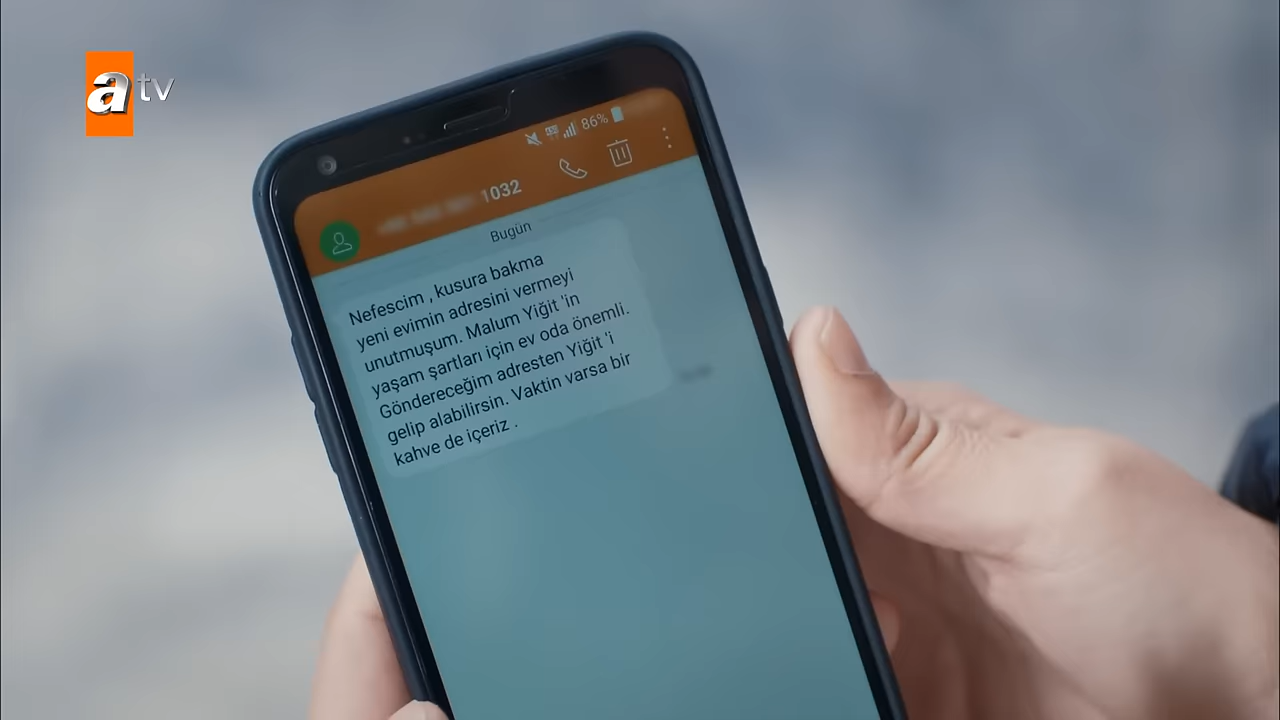 atv
86%
1032
Bugün
Nefescim , kusura bakma
yeni evimin adresini vermeyi
unutmuşum. Malum Yiğit 'in
yaşam şartları için ev oda önemli.
Göndereceğim adresten Yiğit 'i
gelip alabilirsin. Vaktin varsa bir
kahve de içeriz .